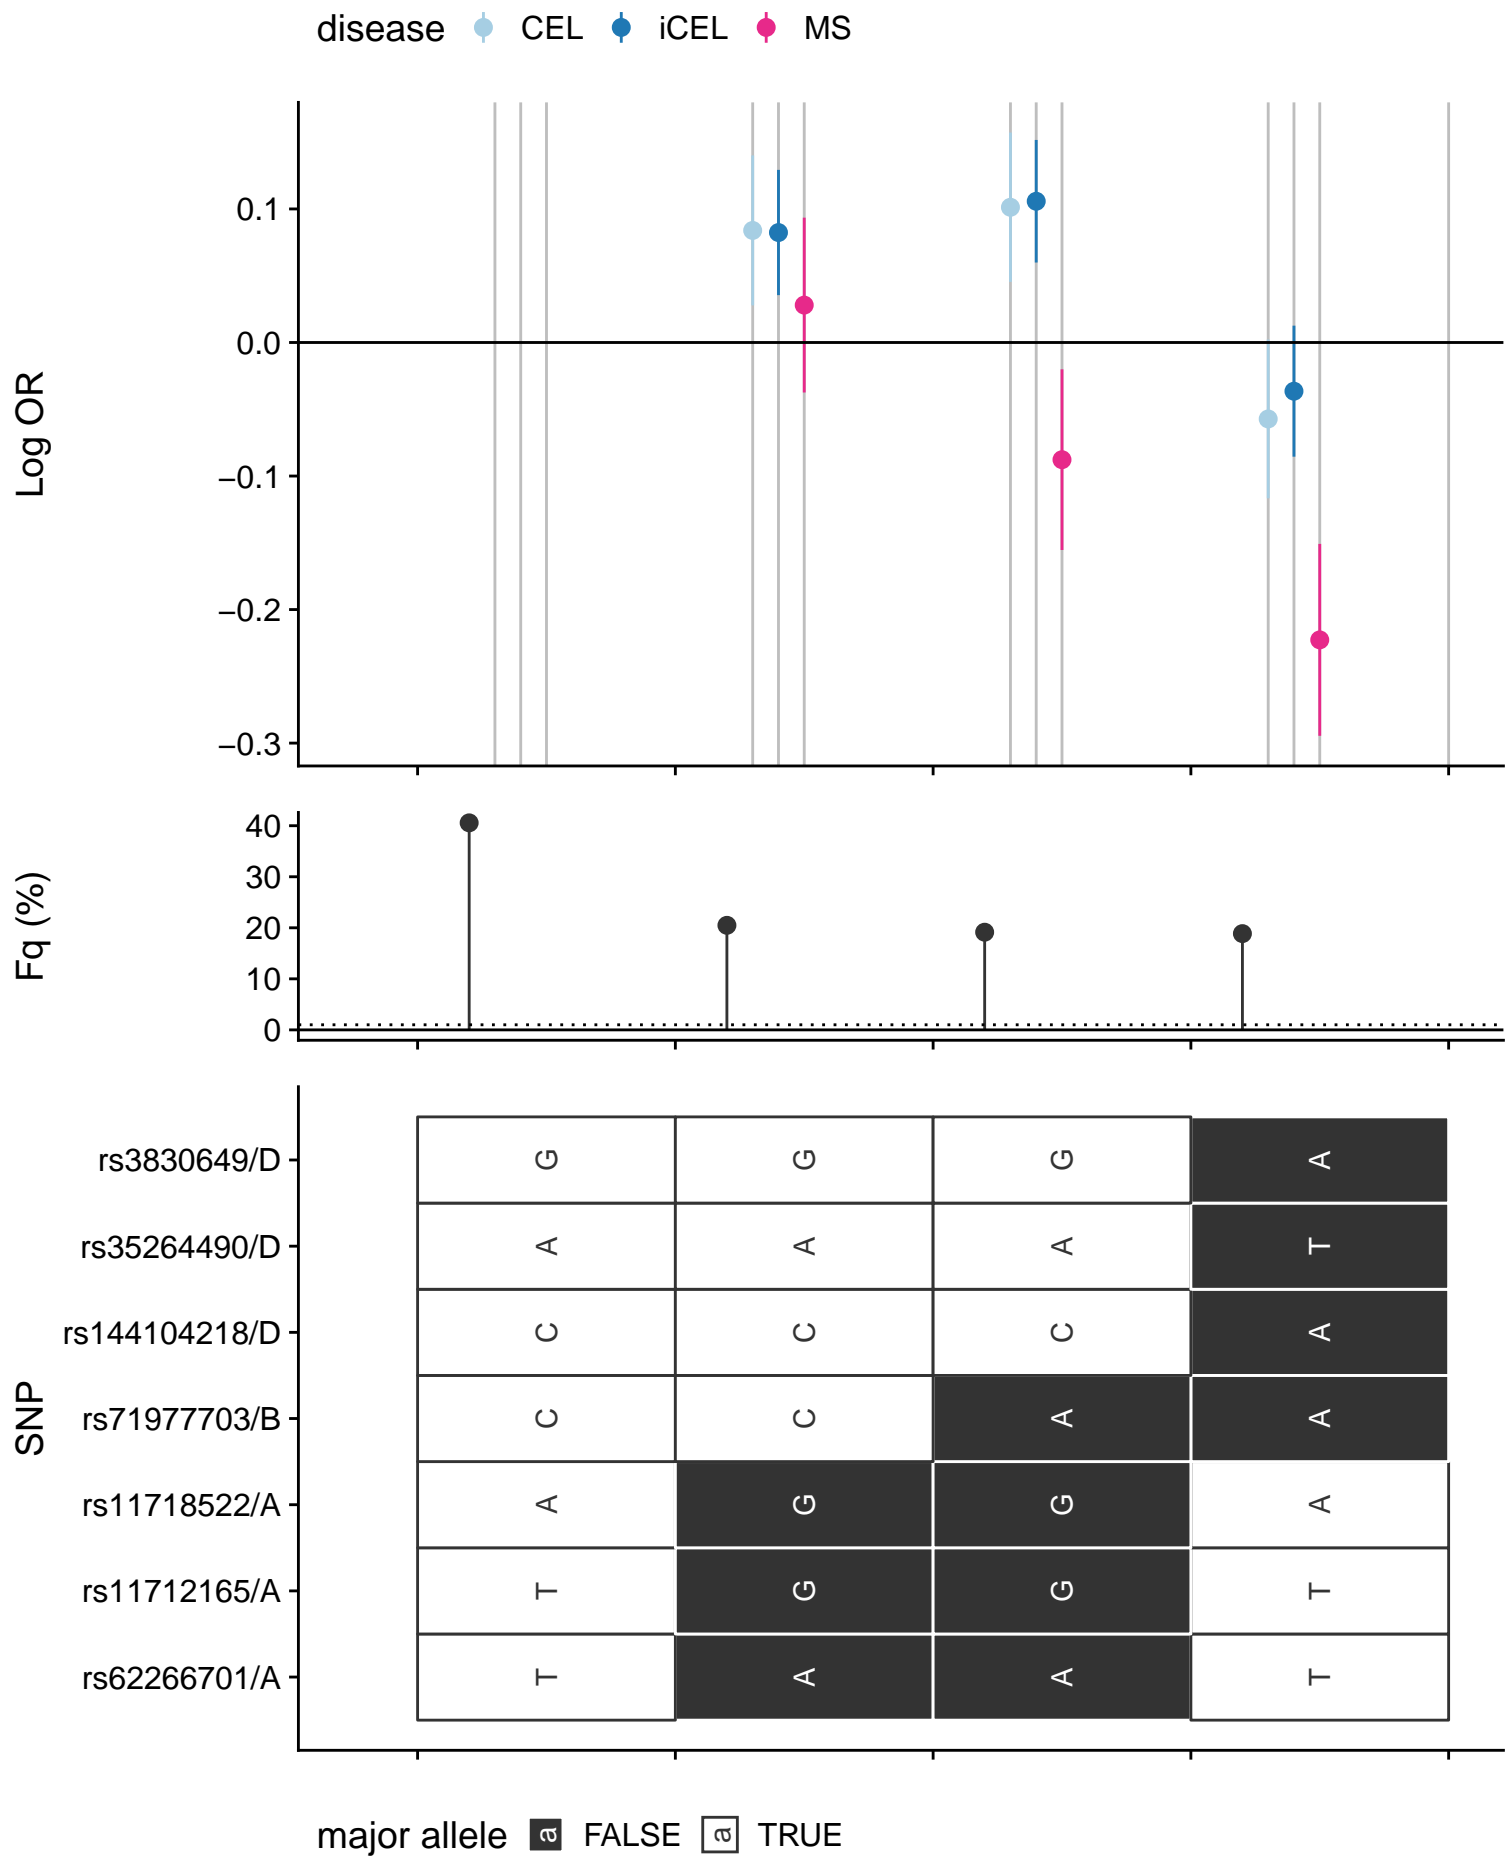 disease CEL iCEL MS
Log OR
0.1
0.0
−0.1
−0.2
−0.3
Fq (%)
40
30
20
10
0
SNP
rs3830649/D G G G A
rs35264490/D A A A T
rs144104218/D C C C A
rs71977703/B C C A A
rs11718522/A A G G A
rs11712165/A T G G T
rs62266701/A T A A T
major allele a FALSE a TRUE